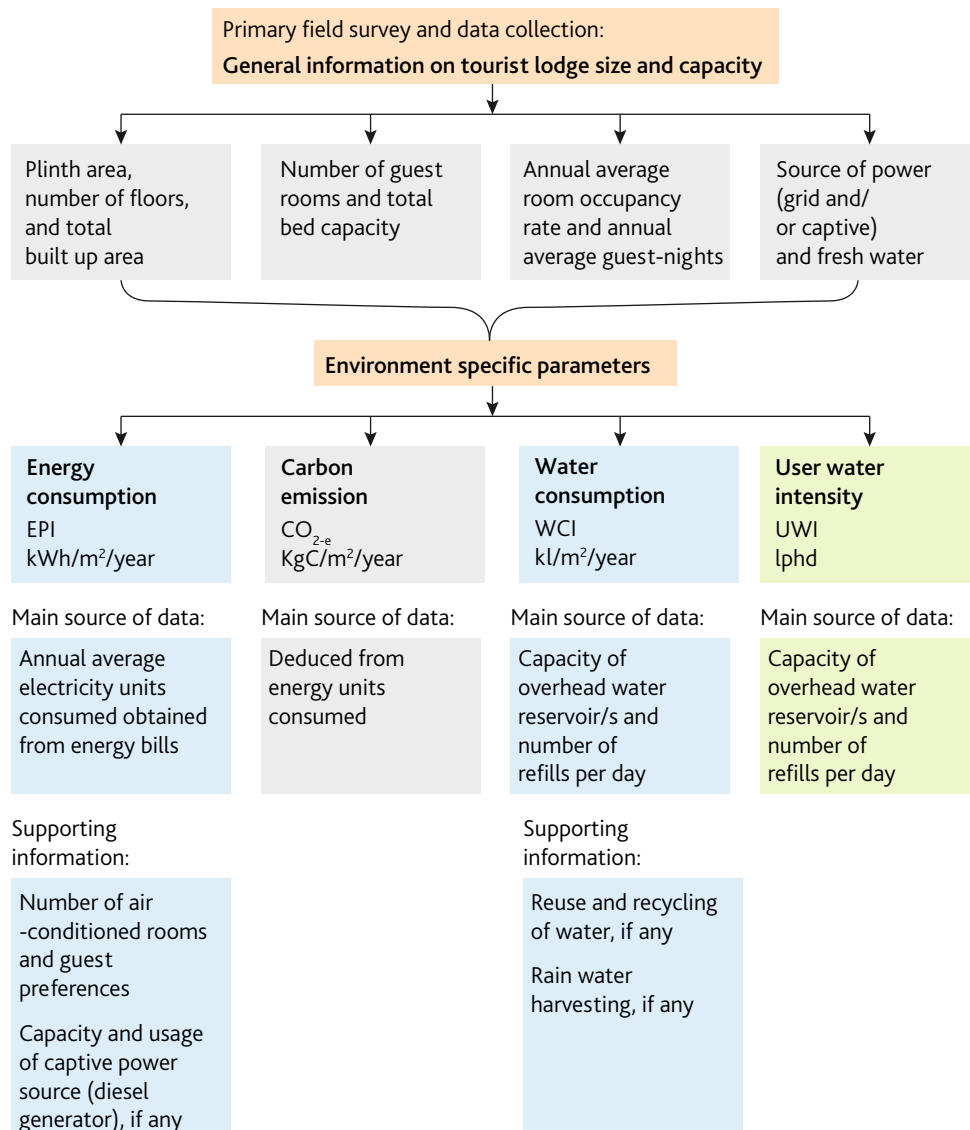 Primary field survey and data collection:
General information on tourist lodge size and capacity
Plinth area,
number of floors,
and total
built up area
Number of guest
rooms and total
bed capacity
Annual average
room occupancy
rate and annual
average guest-nights
Source of power
(grid and/
or captive)
and fresh water
Environment specific parameters
Energy
consumption
EPI
kWh/m²/year
Carbon
emission
CO₂₋ₑ
KgC/m²/year
Water
consumption
WCI
kl/m²/year
User water
intensity
UWI
lphd
Main source of data:
Annual average
electricity units
consumed obtained
from energy bills
Main source of data:
Deduced from
energy units
consumed
Main source of data:
Capacity of
overhead water
reservoir/s and
number of
refills per day
Main source of data:
Capacity of
overhead water
reservoir/s and
number of
refills per day
Supporting
information:
Number of air
-conditioned rooms
and guest
preferences
Capacity and usage
of captive power
source (diesel
generator), if any
Supporting
information:
Reuse and recycling
of water, if any
Rain water
harvesting, if any